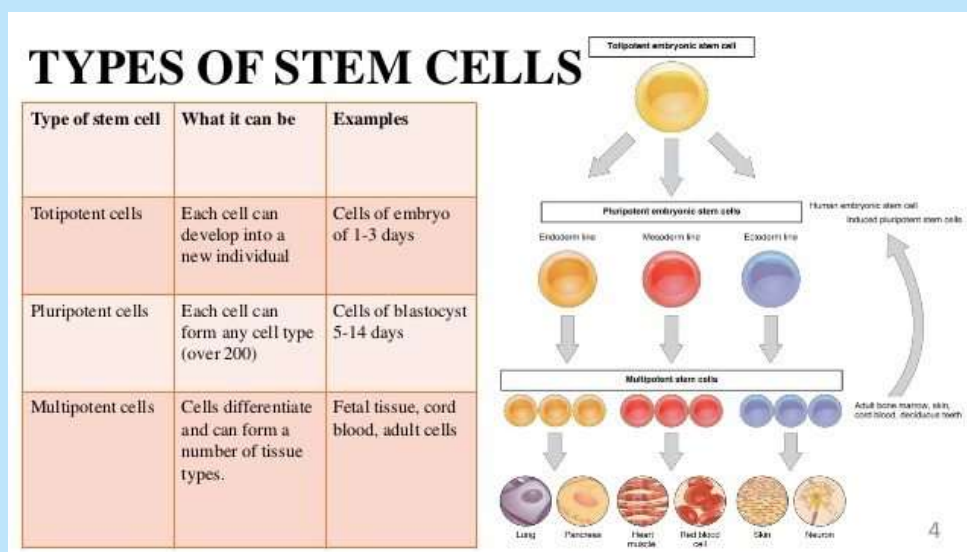 TYPES OF STEM CELLS
Type of stem cell
What it can be
Examples
Totipotent cells
Each cell can
develop into a
new individual
Cells of embryo
of 1-3 days
Pluripotent cells
Each cell can
form any cell type
(over 200)
Cells of blastocyst
5-14 days
Multipotent cells
Cells differentiate
and can form a
number of tissue
types.
Fetal tissue, cord
blood, adult cells
Totipotent embryonic stem cell
Pluripotent embryonic stem cells
Human embryonic stem cell
Induced pluripotent stem cells
Endoderm line
Mesoderm line
Ectoderm line
Multipotent stem cells
Adult bone marrow, skin,
cord blood, deciduous teeth
Lung
Pancreas
Heart
muscle
Red blood
cell
Skin
Neuron
4